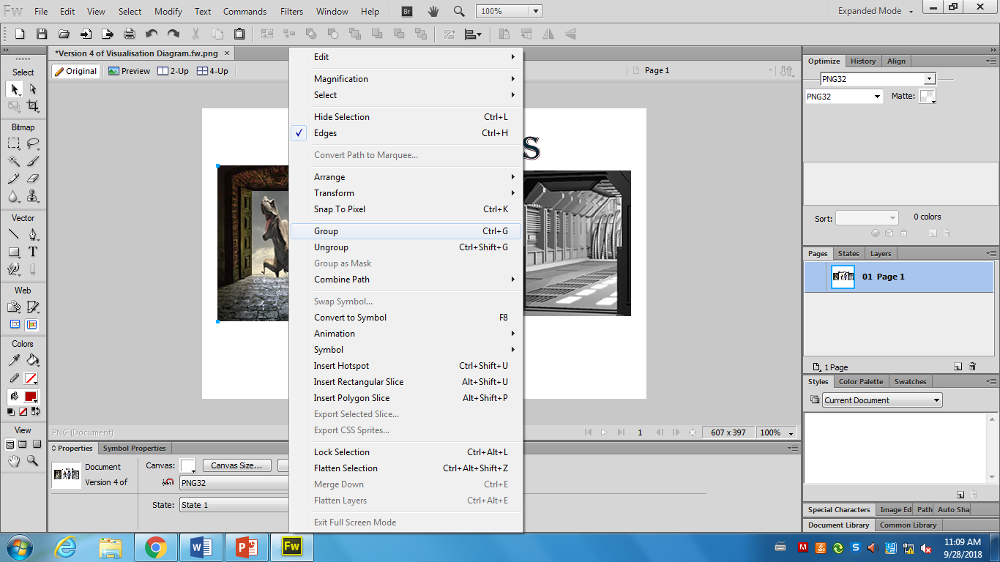 Fw File Edit View Select Modify Text Commands Filters Window Help Br 100% Expanded Mode
*Version 4 of Visualisation Diagram.fw.png ×
Original Preview 2-Up 4-Up Page 1
Select
Bitmap
Vector
Web
Colors
View
Edit
Magnification
Select
Hide Selection Ctrl+L
Edges Ctrl+H
Convert Path to Marquee...
Arrange
Transform
Snap To Pixel Ctrl+K
Group Ctrl+G
Ungroup Ctrl+Shift+G
Group as Mask
Combine Path
Swap Symbol...
Convert to Symbol F8
Animation
Symbol
Insert Hotspot Ctrl+Shift+U
Insert Rectangular Slice Alt+Shift+U
Insert Polygon Slice Alt+Shift+P
Export Selected Slice...
Export CSS Sprites...
Lock Selection Ctrl+Alt+L
Flatten Selection Ctrl+Alt+Shift+Z
Merge Down Ctrl+E
Flatten Layers Ctrl+Alt+E
Exit Full Screen Mode
s
PNG (Document)
1 607 x 397 100%
Properties Symbol Properties
Document
Version 4 of
Canvas: Canvas Size...
PNG32
State: State 1
Optimize History Align
PNG32
PNG32 Matte:
Sort: 0 colors
Pages States Layers
01 Page 1
1 Page
Styles Color Palette Swatches
Current Document
Special Characters Image Ed Path Auto Sha
Document Library Common Library
Fw
11:09 AM
9/28/2018